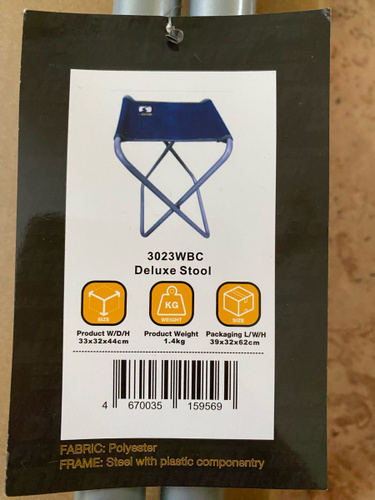 3023WBC
Deluxe Stool
SIZE
KG
WEIGHT
SIZE
Product W/D/H
33x32x44cm
Product Weight
1.4kg
Packaging L/W/H
39x32x62cm
4 670035 159569
FABRIC: Polyester
FRAME: Steel with plastic componentry